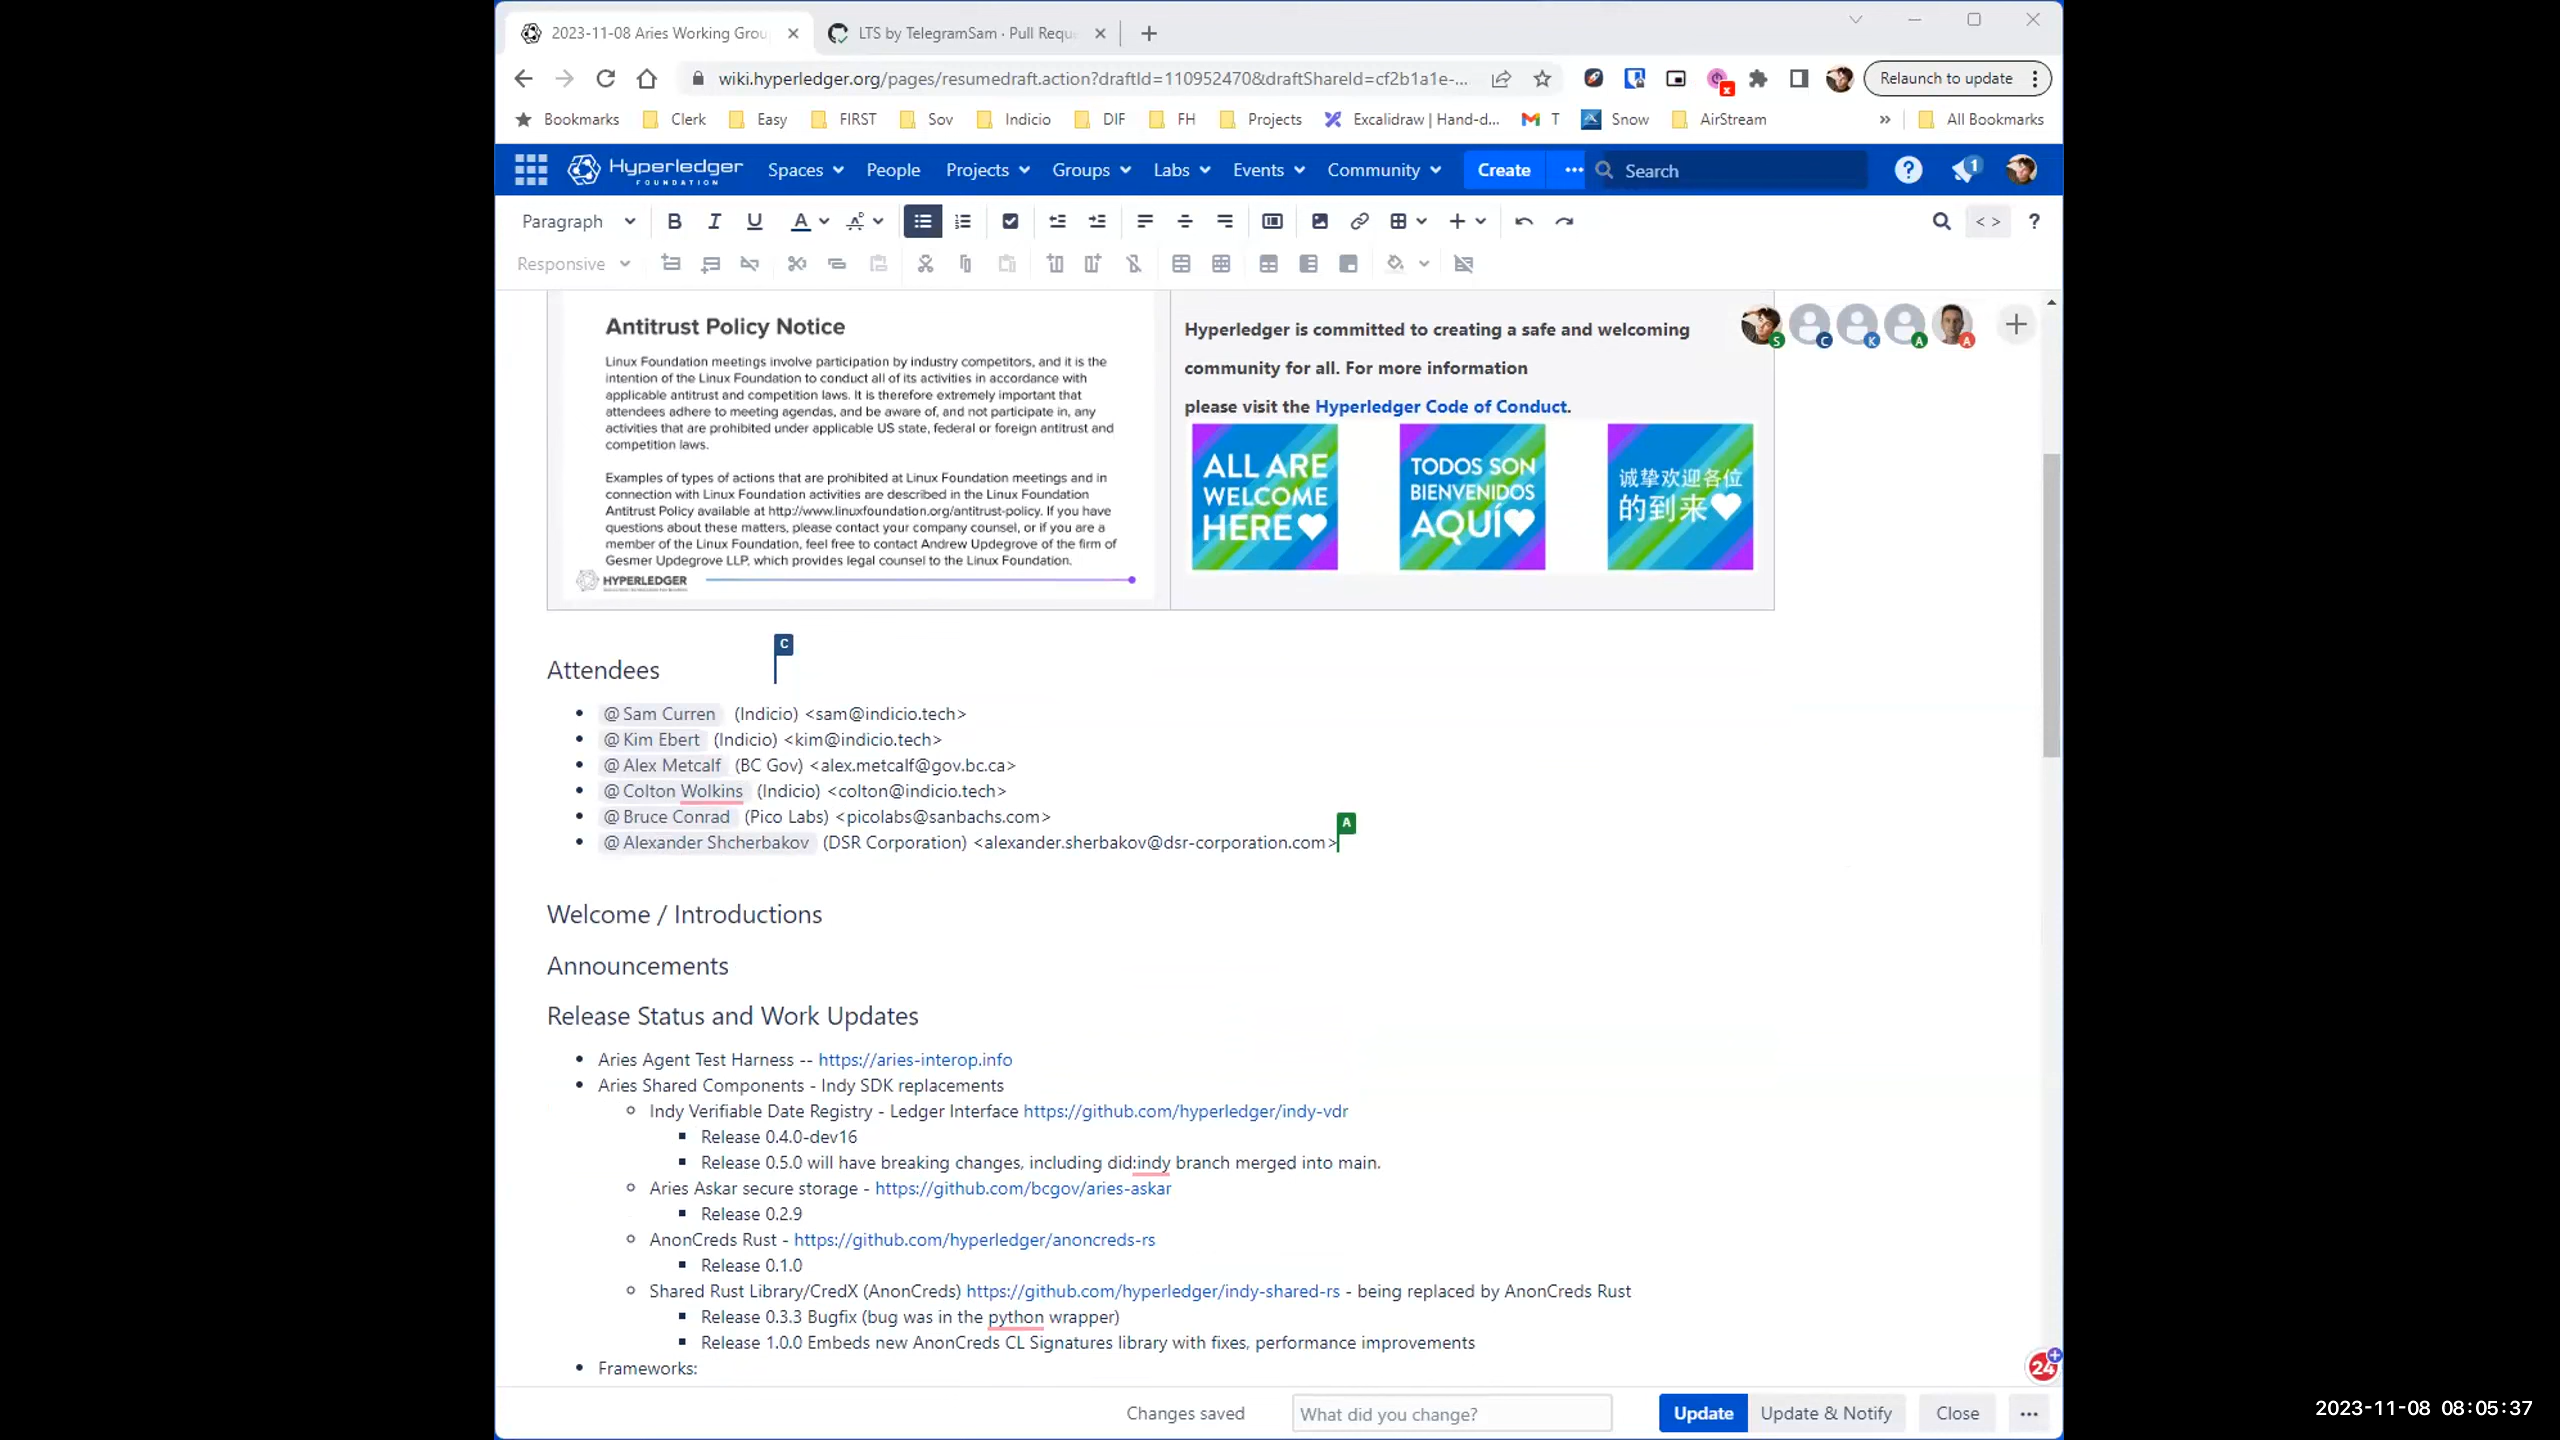 2023-11-08 Aries Working Grou
LTS by TelegramSam · Pull Requ
wiki.hyperledger.org/pages/resumedraft.action?draftId=110952470&draftShareId=cf2b1a1e-...
Relaunch to update
Bookmarks
Clerk
Easy
FIRST
Sov
Indicio
DIF
FH
Projects
Excalidraw | Hand-d...
T
Snow
AirStream
»
All Bookmarks
Hyperledger
FOUNDATION
Spaces
People
Projects
Groups
Labs
Events
Community
Create
Search
1
Paragraph
Responsive
Antitrust Policy Notice
Linux Foundation meetings involve participation by industry competitors, and it is the
intention of the Linux Foundation to conduct all of its activities in accordance with
applicable antitrust and competition laws. It is therefore extremely important that
attendees adhere to meeting agendas, and be aware of, and not participate in, any
activities that are prohibited under applicable US state, federal or foreign antitrust and
competition laws.
Examples of types of actions that are prohibited at Linux Foundation meetings and in
connection with Linux Foundation activities are described in the Linux Foundation
Antitrust Policy available at http://www.linuxfoundation.org/antitrust-policy. If you have
questions about these matters, please contact your company counsel, or if you are a
member of the Linux Foundation, feel free to contact Andrew Updegrove of the firm of
Gesmer Updegrove LLP, which provides legal counsel to the Linux Foundation.
HYPERLEDGER
Hyperledger is committed to creating a safe and welcoming
community for all. For more information
please visit the Hyperledger Code of Conduct.
ALL ARE
WELCOME
HERE
TODOS SON
BIENVENIDOS
AQUÍ
诚挚欢迎各位
的到来
S
C
K
A
A
C
Attendees
@Sam Curren (Indicio) <sam@indicio.tech>
@Kim Ebert (Indicio) <kim@indicio.tech>
@Alex Metcalf (BC Gov) <alex.metcalf@gov.bc.ca>
@Colton Wolkins (Indicio) <colton@indicio.tech>
@Bruce Conrad (Pico Labs) <picolabs@sanbachs.com>
A
@Alexander Shcherbakov (DSR Corporation) <alexander.sherbakov@dsr-corporation.com>
Welcome / Introductions
Announcements
Release Status and Work Updates
Aries Agent Test Harness -- https://aries-interop.info
Aries Shared Components - Indy SDK replacements
Indy Verifiable Date Registry - Ledger Interface https://github.com/hyperledger/indy-vdr
Release 0.4.0-dev16
Release 0.5.0 will have breaking changes, including did:indy branch merged into main.
Aries Askar secure storage - https://github.com/bcgov/aries-askar
Release 0.2.9
AnonCreds Rust - https://github.com/hyperledger/anoncreds-rs
Release 0.1.0
Shared Rust Library/CredX (AnonCreds) https://github.com/hyperledger/indy-shared-rs - being replaced by AnonCreds Rust
Release 0.3.3 Bugfix (bug was in the python wrapper)
Release 1.0.0 Embeds new AnonCreds CL Signatures library with fixes, performance improvements
Frameworks:
24
Changes saved
What did you change?
Update
Update & Notify
Close
2023-11-08 08:05:37